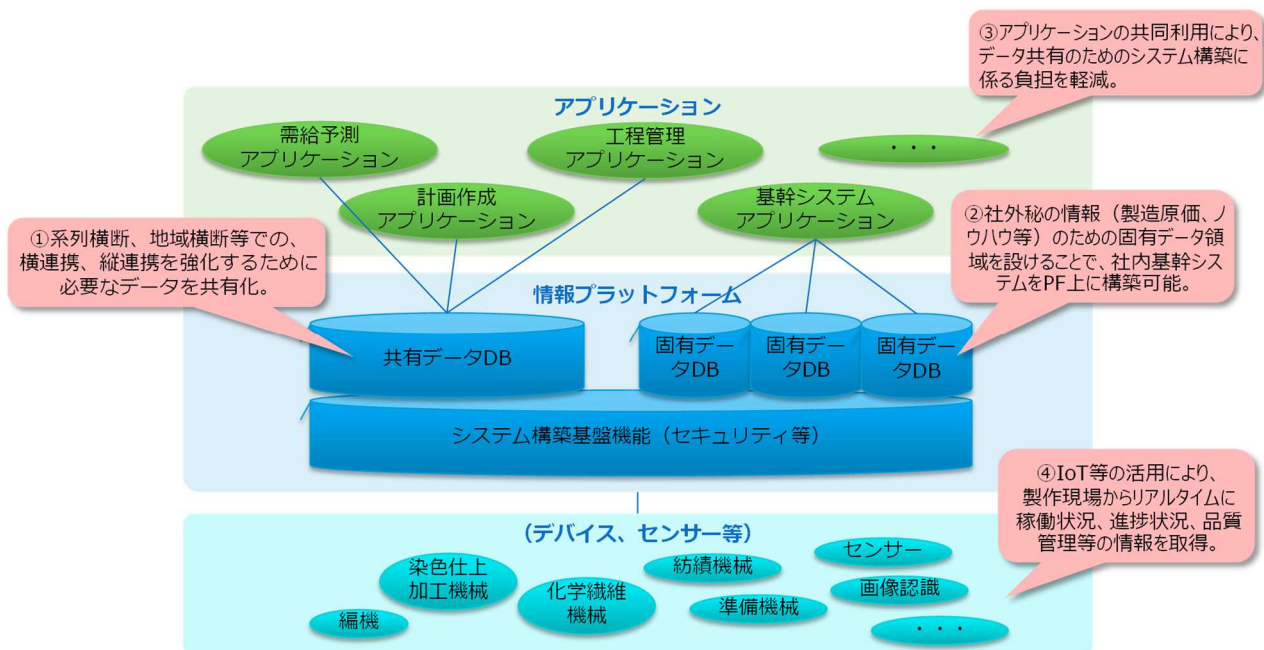 ③アプリケーションの共同利用により、
データ共有のためのシステム構築に
係る負担を軽減。
アプリケーション
需給予測
アプリケーション
工程管理
アプリケーション
・・・
計画作成
アプリケーション
基幹システム
アプリケーション
①系列横断、地域横断等での、
横連携、縦連携を強化するために
必要なデータを共有化。
②社外秘の情報（製造原価、ノ
ウハウ等）のための固有データ領
域を設けることで、社内基幹シス
テムをPF上に構築可能。
情報プラットフォーム
共有データDB
固有デー
タDB
固有デー
タDB
固有デー
タDB
システム構築基盤機能（セキュリティ等）
④IoT等の活用により、
製作現場からリアルタイムに
稼働状況、進捗状況、品質
管理等の情報を取得。
（デバイス、センサー等）
染色仕上
加工機械
化学繊維
機械
紡績機械
センサー
編機
準備機械
画像認識
・・・